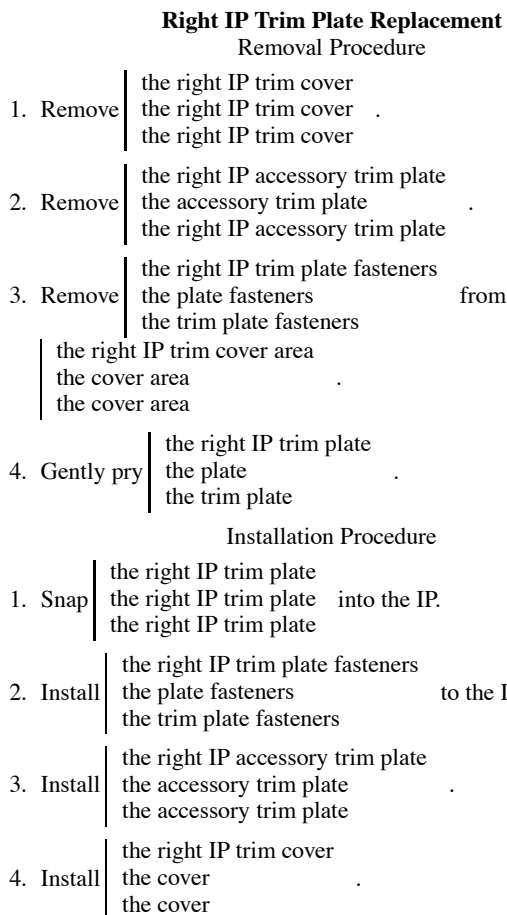 Right IP Trim Plate Replacement
Removal Procedure
the right IP trim cover
1. Remove the right IP trim cover .
the right IP trim cover
the right IP accessory trim plate
2. Remove the accessory trim plate .
the right IP accessory trim plate
the right IP trim plate fasteners
3. Remove the plate fasteners from
the trim plate fasteners
the right IP trim cover area
the cover area .
the cover area
the right IP trim plate
4. Gently pry the plate .
the trim plate
Installation Procedure
the right IP trim plate
1. Snap the right IP trim plate into the IP.
the right IP trim plate
the right IP trim plate fasteners
2. Install the plate fasteners to the I
the trim plate fasteners
the right IP accessory trim plate
3. Install the accessory trim plate .
the accessory trim plate
the right IP trim cover
4. Install the cover .
the cover